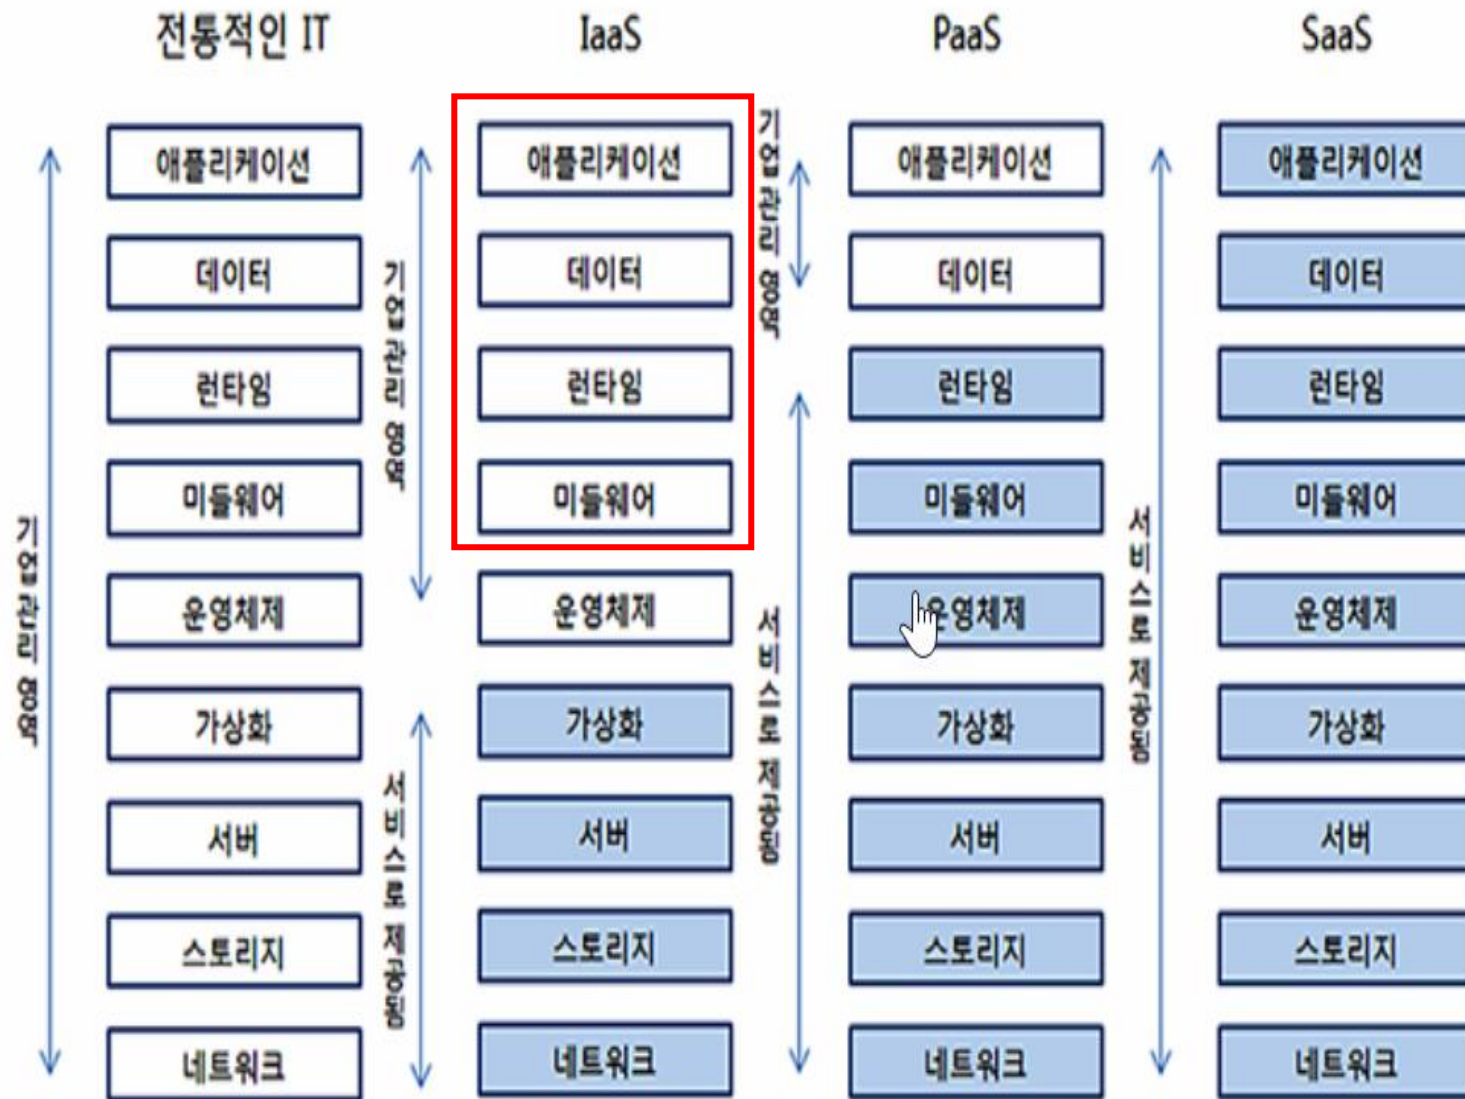 전통적인 IT
IaaS
PaaS
SaaS
기업관리 영역
애플리케이션
데이터
런타임
미들웨어
운영체제
가상화
서버
스토리지
네트워크
기업관리 영역
서비스로 제공됨
애플리케이션
데이터
런타임
미들웨어
운영체제
가상화
서버
스토리지
네트워크
기업관리 영역
서비스로 제공됨
애플리케이션
데이터
런타임
미들웨어
운영체제
가상화
서버
스토리지
네트워크
서비스로 제공됨
애플리케이션
데이터
런타임
미들웨어
운영체제
가상화
서버
스토리지
네트워크